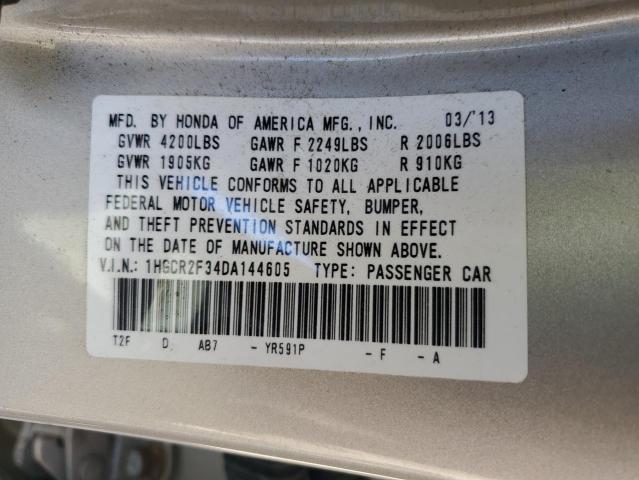 MFD. BY HONDA OF AMERICA MFG., INC. 03/'13
GVWR 4200LBS GAWR F 2249LBS R 2006LBS
GVWR 1905KG GAWR F 1020KG R 910KG
THIS VEHICLE CONFORMS TO ALL APPLICABLE
FEDERAL MOTOR VEHICLE SAFETY, BUMPER,
AND THEFT PREVENTION STANDARDS IN EFFECT
ON THE DATE OF MANUFACTURE SHOWN ABOVE.
V.I.N.: 1HGCR2F34DA144605 TYPE: PASSENGER CAR
T2F D AB7 - YR591P - F - A